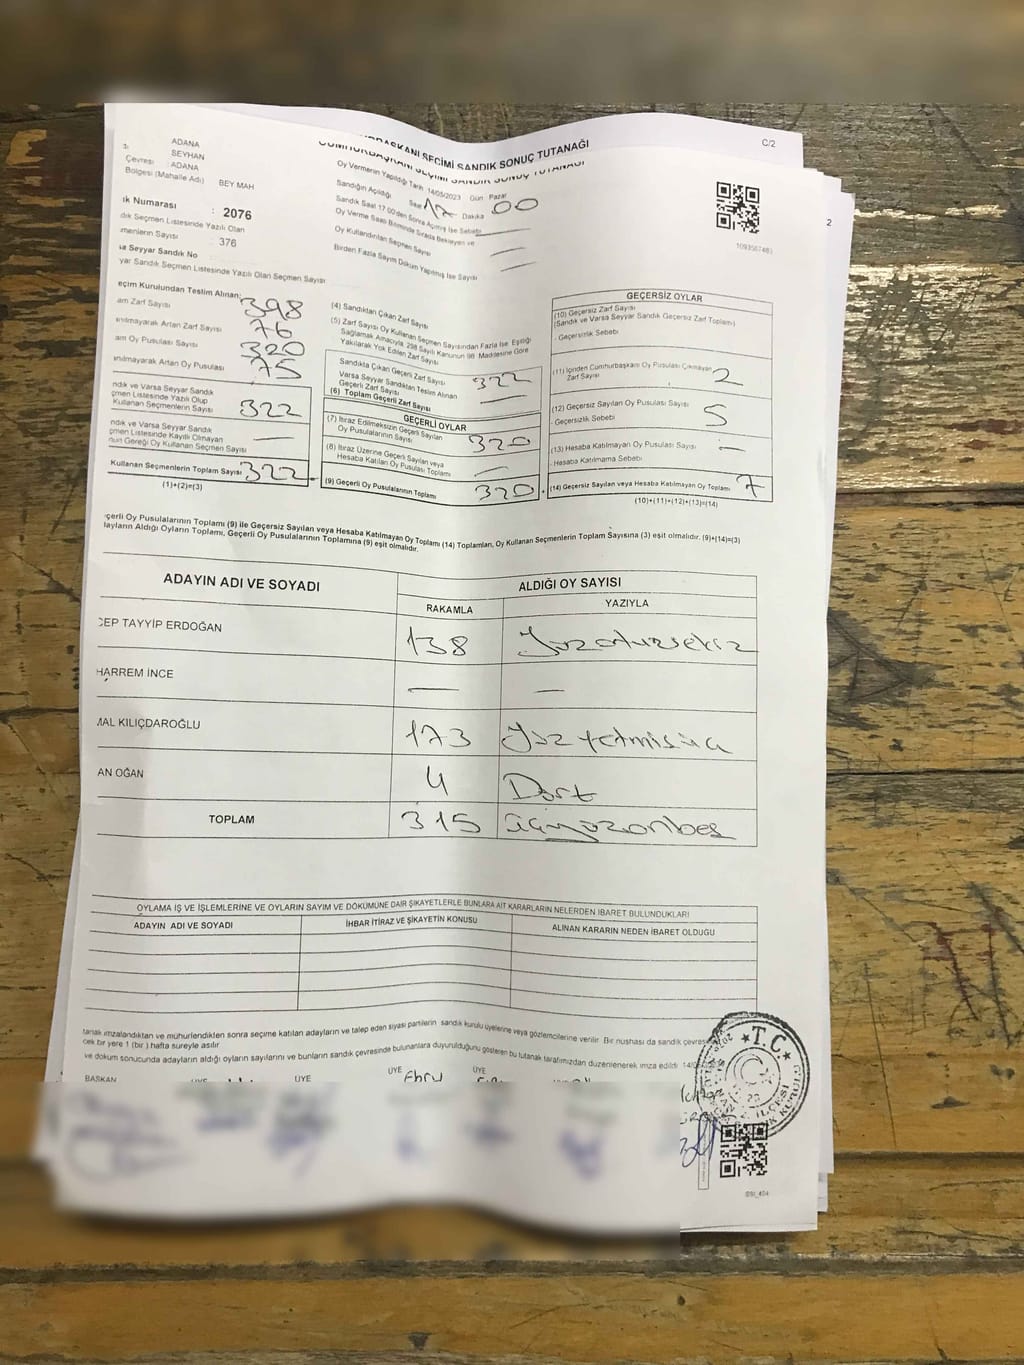 C/2
CUMHURBAŞKANI SEÇİMİ SANDIK SONUÇ TUTANAĞI
ADANA
SEYHAN
Çevresi : ADANA
Bölgesi (Mahalle Adı) BEY MAH
ık Numarası : 2076
dık Seçmen Listesinde Yazılı Olan
menlerin Sayısı : 376
sa Seyyar Sandık No
yar Sandık Seçmen Listesinde Yazılı Olan Seçmen Sayısı
Oy Vermenin Yapıldığı Tarih 14/05/2023 Gün Pazar
Sandığın Açıldığı Saat 17 Dakika 00
Sandık Saat 17:00'den Sonra Açılmış İse Sebebi
Oy Verme Saati Bitiminde Sırada Bekleyen ve
Oy Kullandırılan Seçmen Sayısı
Birden Fazla Sayım Döküm Yapılmış İse Sayısı
2
eçim Kurulundan Teslim Alınan:
am Zarf Sayısı 398
anılmayarak Artan Zarf Sayısı 76
am Oy Pusulası Sayısı 320
anılmayarak Artan Oy Pusulası 75
ndık ve Varsa Seyyar Sandık
çmen Listesinde Yazılı Olup
Kullanan Seçmenlerin Sayısı 322
ndık ve Varsa Seyyar Sandık
çmen Listesinde Kayıtlı Olmayan
nun Gereği Oy Kullanan Seçmen Sayısı —
Kullanan Seçmenlerin Toplam Sayısı 322
(1)+(2)=(3)
(4) Sandıktan Çıkan Zarf Sayısı
(5) Zarf Sayısı Oy Kullanan Seçmen Sayısından Fazla İse, Eşitliği
Sağlamak Amacıyla, 298 Sayılı Kanunun 98. Maddesine Göre
Yakılarak Yok Edilen Zarf Sayısı
Sandıkta Çıkan Geçerli Zarf Sayısı 322
Varsa Seyyar Sandıktan Teslim Alınan
Geçerli Zarf Sayısı —
(6) Toplam Geçerli Zarf Sayısı
GEÇERLİ OYLAR
(7) İtiraz Edilmeksizin Geçerli Sayılan
Oy Pusulalarının Sayısı 320
(8) İtiraz Üzerine Geçerli Sayılan veya
Hesaba Katılan Oy Pusulası Toplamı —
(9) Geçerli Oy Pusulalarının Toplamı 320
GEÇERSİZ OYLAR
(10) Geçersiz Zarf Sayısı
(Sandık ve Varsa Seyyar Sandık Geçersiz Zarf Toplamı)
- Geçersizlik Sebebi
(11) İçinden Cumhurbaşkanı Oy Pusulası Çıkmayan
Zarf Sayısı 2
(12) Geçersiz Sayılan Oy Pusulası Sayısı 5
- Geçersizlik Sebebi
(13) Hesaba Katılmayan Oy Pusulası Sayısı —
- Hesaba Katılmama Sebebi
(14) Geçersiz Sayılan veya Hesaba Katılmayan Oy Toplamı 7
(10)+(11)+(12)+(13)=(14)
çerli Oy Pusulalarının Toplamı (9) ile Geçersiz Sayılan veya Hesaba Katılmayan Oy Toplamı (14) Toplamları, Oy Kullanan Seçmenlerin Toplam Sayısına (3) eşit olmalıdır. (9)+(14)=(3)
layların Aldığı Oyların Toplamı, Geçerli Oy Pusulalarının Toplamına (9) eşit olmalıdır.
ADAYIN ADI VE SOYADI ALDIĞI OY SAYISI
RAKAMLA YAZIYLA
CEP TAYYİP ERDOĞAN 138 Yüzotuzsekiz
HARREM İNCE — —
MAL KILIÇDAROĞLU 173 Yüzyetmişüç
AN OĞAN 4 Dört
TOPLAM 315 üçyüzonbeş
OYLAMA İŞ VE İŞLEMLERİNE VE OYLARIN SAYIM VE DÖKÜMÜNE DAİR ŞİKAYETLERLE BUNLARA AİT KARARLARIN NELERDEN İBARET BULUNDUKLARI
ADAYIN ADI VE SOYADI İHBAR İTİRAZ VE ŞİKAYETİN KONUSU ALINAN KARARIN NEDEN İBARET OLDUĞU
tanak imzalandıktan ve mühürlendikten sonra seçime katılan adayların ve talep eden siyasi partilerin sandık kurulu üyelerine veya gözlemcilerine verilir. Bir nüshası da sandık çevres
cek bir yere 1 (bir ) hafta süreyle asılır
ve döküm sonucunda adayların aldığı oyların sayılarını ve bunların sandık çevresinde bulunanlara duyurulduğunu gösteren bu tutanak tarafımızdan düzenlenerek imza edildi. 14/
BAŞKAN ÜYE ÜYE ÜYE Ebru ÜYE
T.C.
İLÇESİ